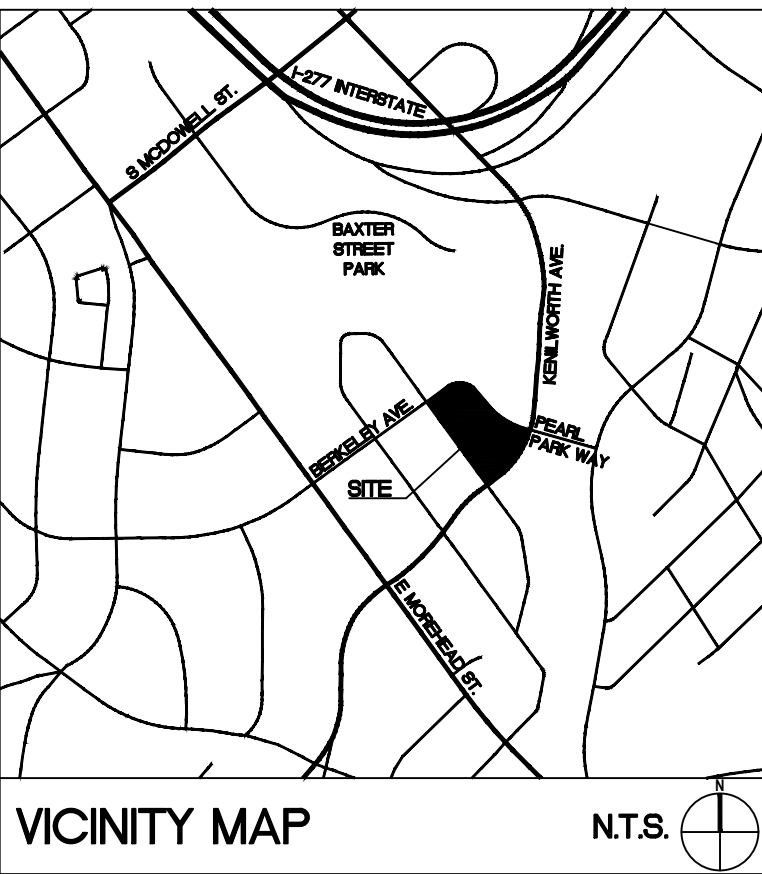 I-277 INTERSTATE
S MCDOWELL ST.
BAXTER
STREET
PARK
KENILWORTH AVE.
BERKELEY AVE.
PEARL
PARK WAY
SITE
E MOREHEAD ST.
VICINITY MAP
N.T.S.
N